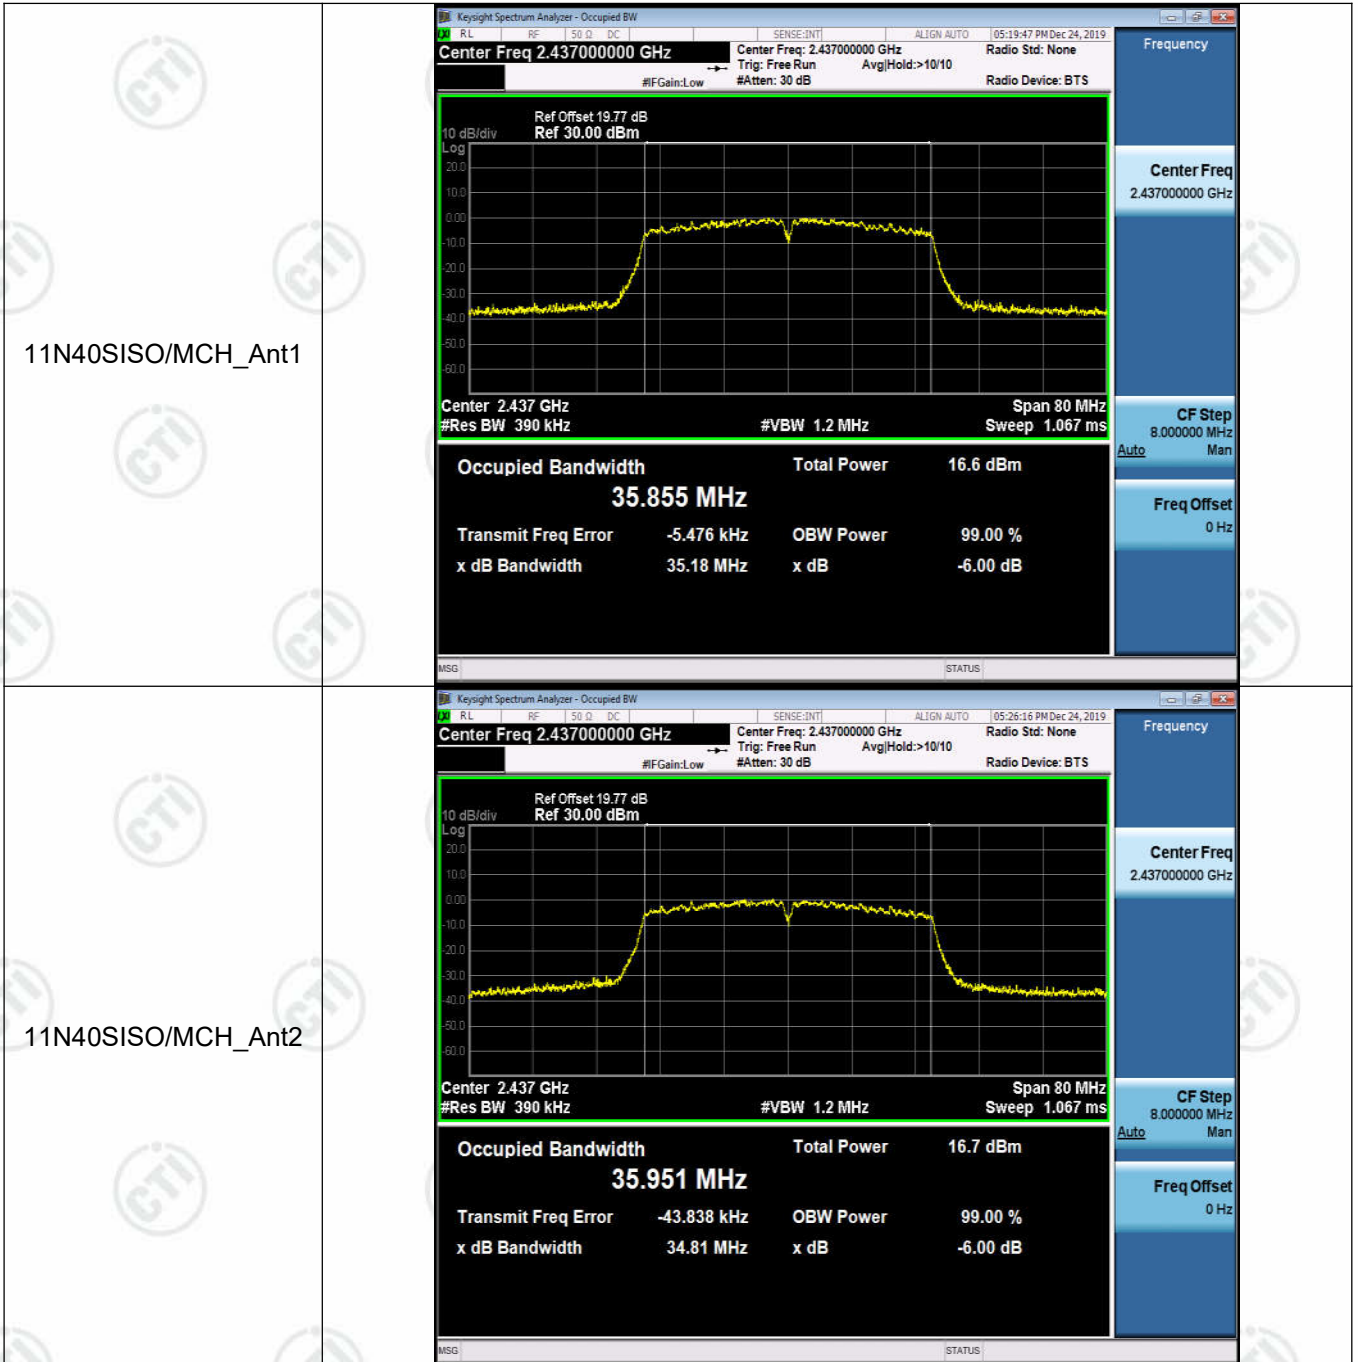 11N40SISO/MCH_Ant1
Keysight Spectrum Analyzer - Occupied BW
RL RF 50 Ω DC SENSE:INT ALIGN AUTO 05:19:47 PM Dec 24, 2019
Center Freq 2.437000000 GHz
Center Freq: 2.437000000 GHz Radio Std: None
Trig: Free Run Avg|Hold:>10/10
#IFGain:Low #Atten: 30 dB Radio Device: BTS
Frequency
Ref Offset 19.77 dB
10 dB/div Ref 30.00 dBm
Log
20.0
10.0
0.00
-10.0
-20.0
-30.0
-40.0
-50.0
-60.0
Center 2.437 GHz Span 80 MHz
#Res BW 390 kHz #VBW 1.2 MHz Sweep 1.067 ms
Occupied Bandwidth Total Power 16.6 dBm
35.855 MHz
Transmit Freq Error -5.476 kHz OBW Power 99.00 %
x dB Bandwidth 35.18 MHz x dB -6.00 dB
Center Freq
2.437000000 GHz
CF Step
8.000000 MHz
Auto Man
Freq Offset
0 Hz
MSG STATUS
11N40SISO/MCH_Ant2
Keysight Spectrum Analyzer - Occupied BW
RL RF 50 Ω DC SENSE:INT ALIGN AUTO 05:26:16 PM Dec 24, 2019
Center Freq 2.437000000 GHz
Center Freq: 2.437000000 GHz Radio Std: None
Trig: Free Run Avg|Hold:>10/10
#IFGain:Low #Atten: 30 dB Radio Device: BTS
Frequency
Ref Offset 19.77 dB
10 dB/div Ref 30.00 dBm
Log
20.0
10.0
0.00
-10.0
-20.0
-30.0
-40.0
-50.0
-60.0
Center 2.437 GHz Span 80 MHz
#Res BW 390 kHz #VBW 1.2 MHz Sweep 1.067 ms
Occupied Bandwidth Total Power 16.7 dBm
35.951 MHz
Transmit Freq Error -43.838 kHz OBW Power 99.00 %
x dB Bandwidth 34.81 MHz x dB -6.00 dB
Center Freq
2.437000000 GHz
CF Step
8.000000 MHz
Auto Man
Freq Offset
0 Hz
MSG STATUS
CTI